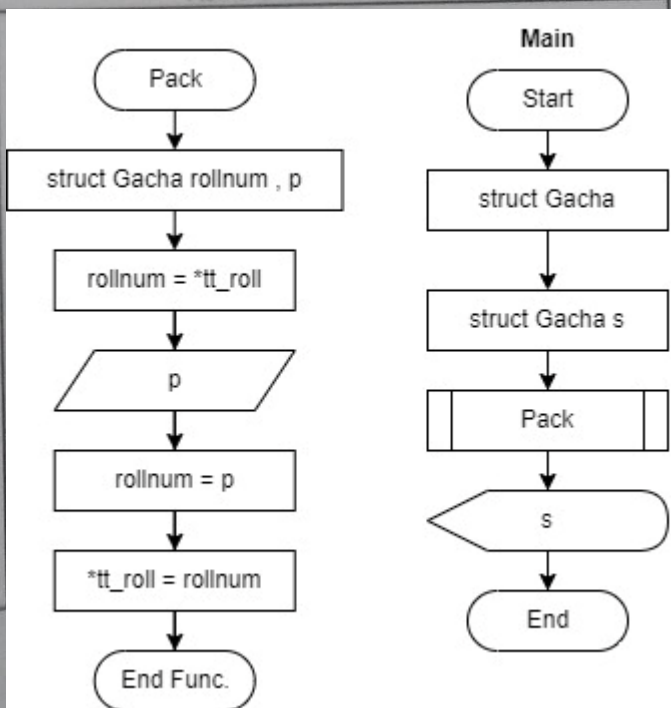 Pack
struct Gacha rollnum , p
rollnum = *tt_roll
p
rollnum = p
*tt_roll = rollnum
End Func.
Main
Start
struct Gacha
struct Gacha s
Pack
s
End